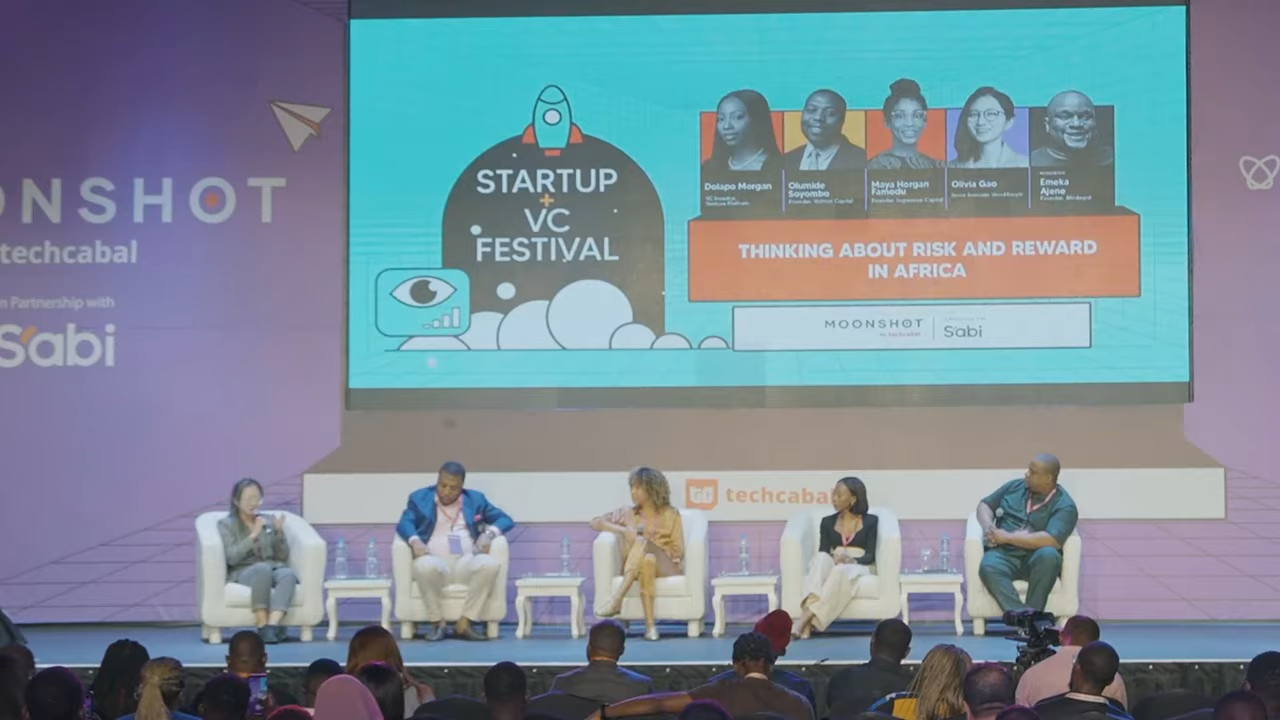 ONSHOT
techcabal
n Partnership with
Sabi
STARTUP
+
VC
FESTIVAL
Dolapo Morgan
Olumide
Soyombo
Maya Horgan
Famodu
Olivia Gao
Emeka
Ajene
THINKING ABOUT RISK AND REWARD
IN AFRICA
MOONSHOT
Sabi
techcabal